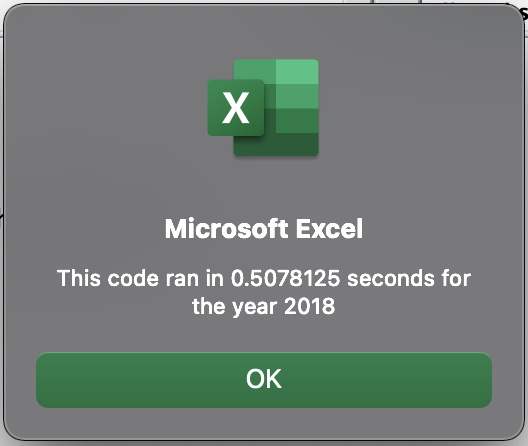 X
Microsoft Excel
This code ran in 0.5078125 seconds for
the year 2018
OK